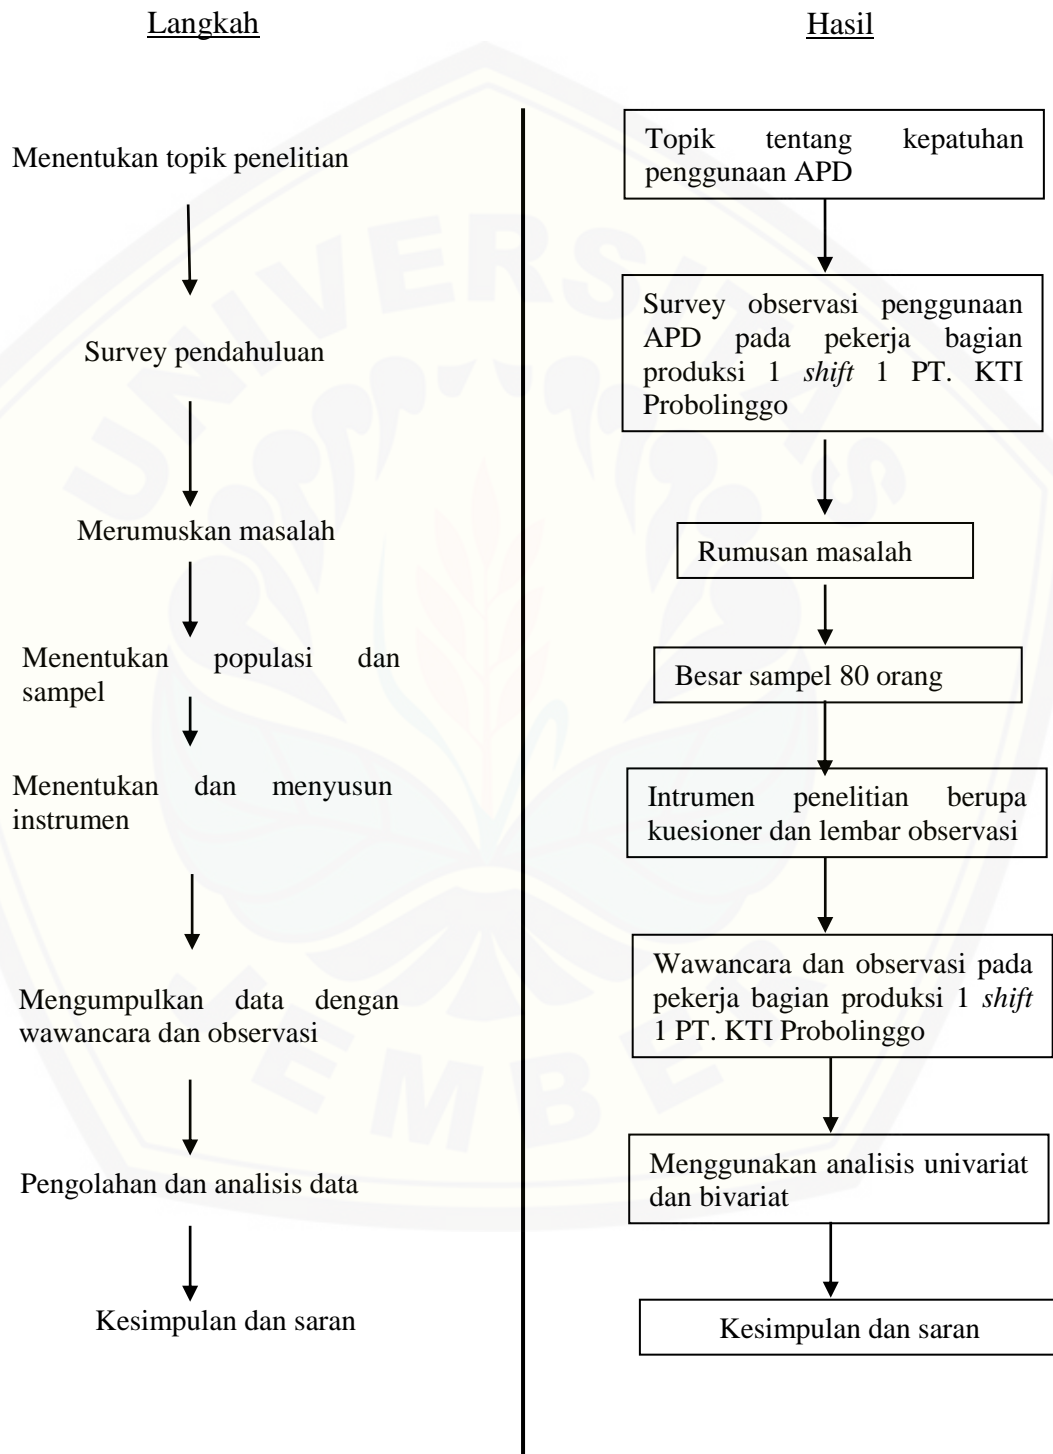 Langkah
Hasil
Menentukan topik penelitian
Topik tentang kepatuhan
penggunaan APD
Survey pendahuluan
Survey observasi penggunaan
APD pada pekerja bagian
produksi 1 shift 1 PT. KTI
Probolinggo
Merumuskan masalah
Rumusan masalah
Menentukan populasi dan
sampel
Besar sampel 80 orang
Menentukan dan menyusun
instrumen
Intrumen penelitian berupa
kuesioner dan lembar observasi
Mengumpulkan data dengan
wawancara dan observasi
Wawancara dan observasi pada
pekerja bagian produksi 1 shift
1 PT. KTI Probolinggo
Pengolahan dan analisis data
Menggunakan analisis univariat
dan bivariat
Kesimpulan dan saran
Kesimpulan dan saran
UNIVERSITAS
JEMBER